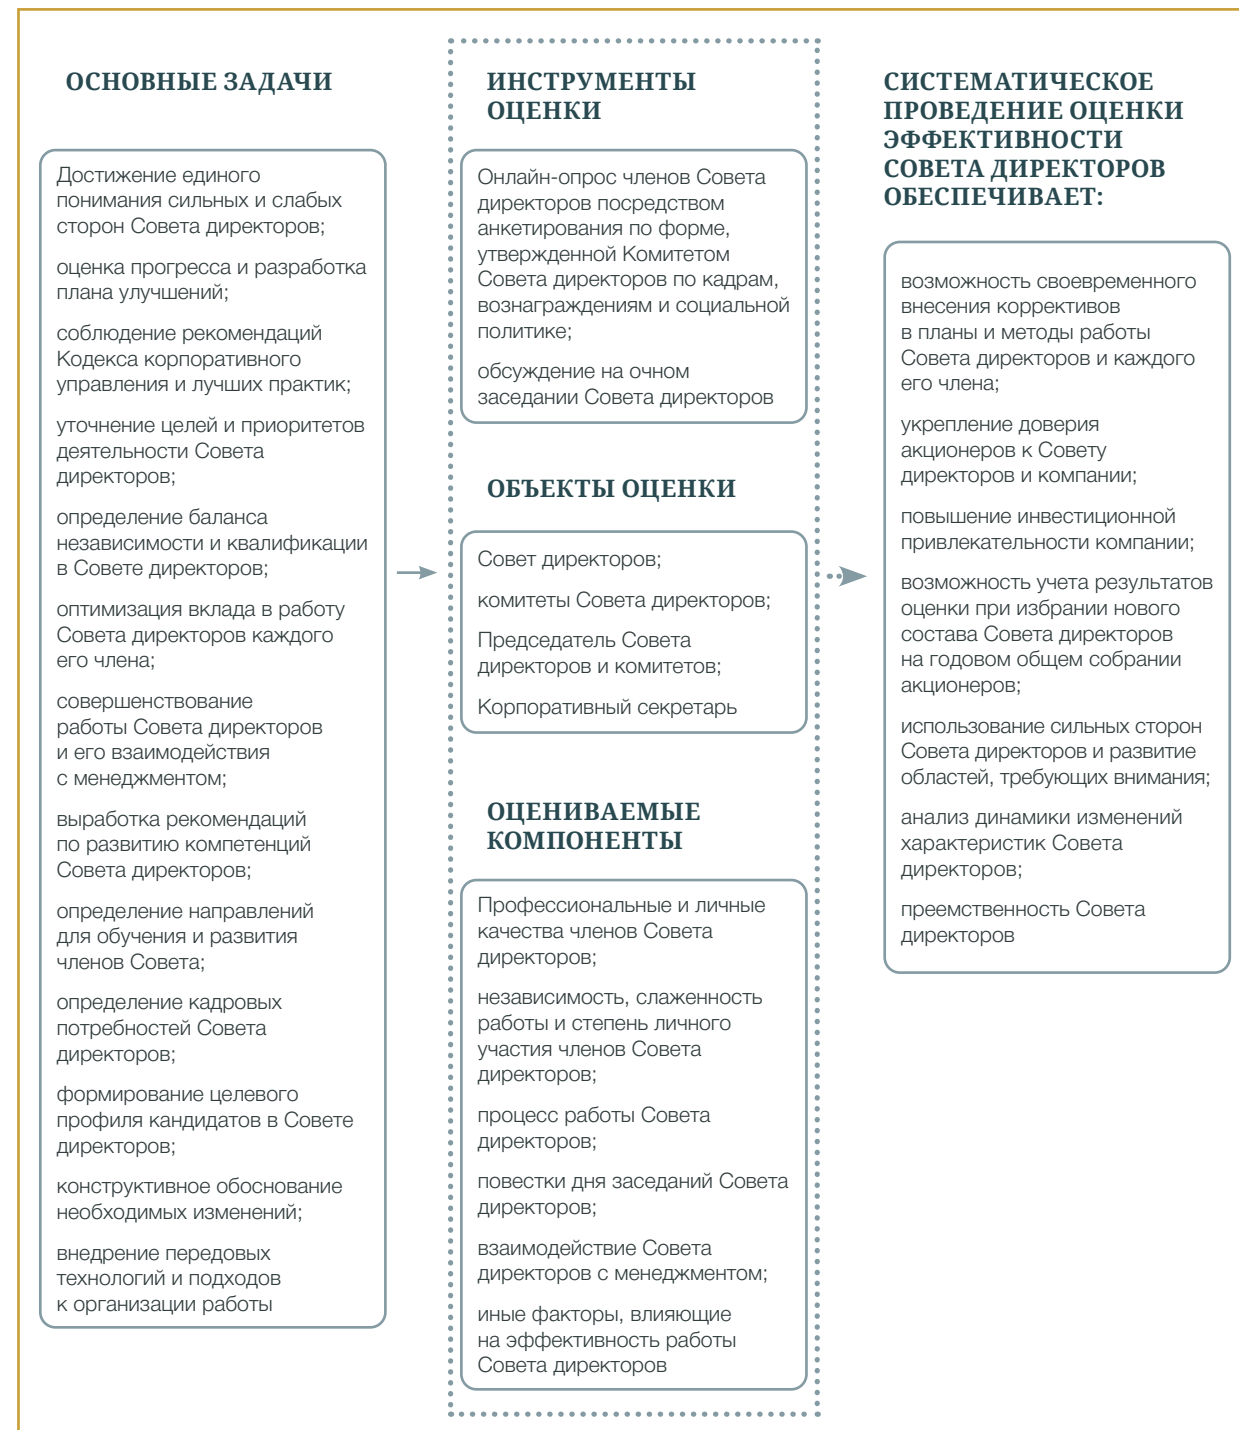 ОСНОВНЫЕ ЗАДАЧИ
Достижение единого
понимания сильных и слабых
сторон Совета директоров;
оценка прогресса и разработка
плана улучшений;
соблюдение рекомендаций
Кодекса корпоративного
управления и лучших практик;
уточнение целей и приоритетов
деятельности Совета
директоров;
определение баланса
независимости и квалификации
в Совете директоров;
оптимизация вклада в работу
Совета директоров каждого
его члена;
совершенствование
работы Совета директоров
и его взаимодействия
с менеджментом;
выработка рекомендаций
по развитию компетенций
Совета директоров;
определение направлений
для обучения и развития
членов Совета;
определение кадровых
потребностей Совета
директоров;
формирование целевого
профиля кандидатов в Совете
директоров;
конструктивное обоснование
необходимых изменений;
внедрение передовых
технологий и подходов
к организации работы
ИНСТРУМЕНТЫ
ОЦЕНКИ
Онлайн-опрос членов Совета
директоров посредством
анкетирования по форме,
утвержденной Комитетом
Совета директоров по кадрам,
вознаграждениям и социальной
политике;
обсуждение на очном
заседании Совета директоров
ОБЪЕКТЫ ОЦЕНКИ
Совет директоров;
комитеты Совета директоров;
Председатель Совета
директоров и комитетов;
Корпоративный секретарь
ОЦЕНИВАЕМЫЕ
КОМПОНЕНТЫ
Профессиональные и личные
качества членов Совета
директоров;
независимость, слаженность
работы и степень личного
участия членов Совета
директоров;
процесс работы Совета
директоров;
повестки дня заседаний Совета
директоров;
взаимодействие Совета
директоров с менеджментом;
иные факторы, влияющие
на эффективность работы
Совета директоров
СИСТЕМАТИЧЕСКОЕ
ПРОВЕДЕНИЕ ОЦЕНКИ
ЭФФЕКТИВНОСТИ
СОВЕТА ДИРЕКТОРОВ
ОБЕСПЕЧИВАЕТ:
возможность своевременного
внесения коррективов
в планы и методы работы
Совета директоров и каждого
его члена;
укрепление доверия
акционеров к Совету
директоров и компании;
повышение инвестиционной
привлекательности компании;
возможность учета результатов
оценки при избрании нового
состава Совета директоров
на годовом общем собрании
акционеров;
использование сильных сторон
Совета директоров и развитие
областей, требующих внимания;
анализ динамики изменений
характеристик Совета
директоров;
преемственность Совета
директоров